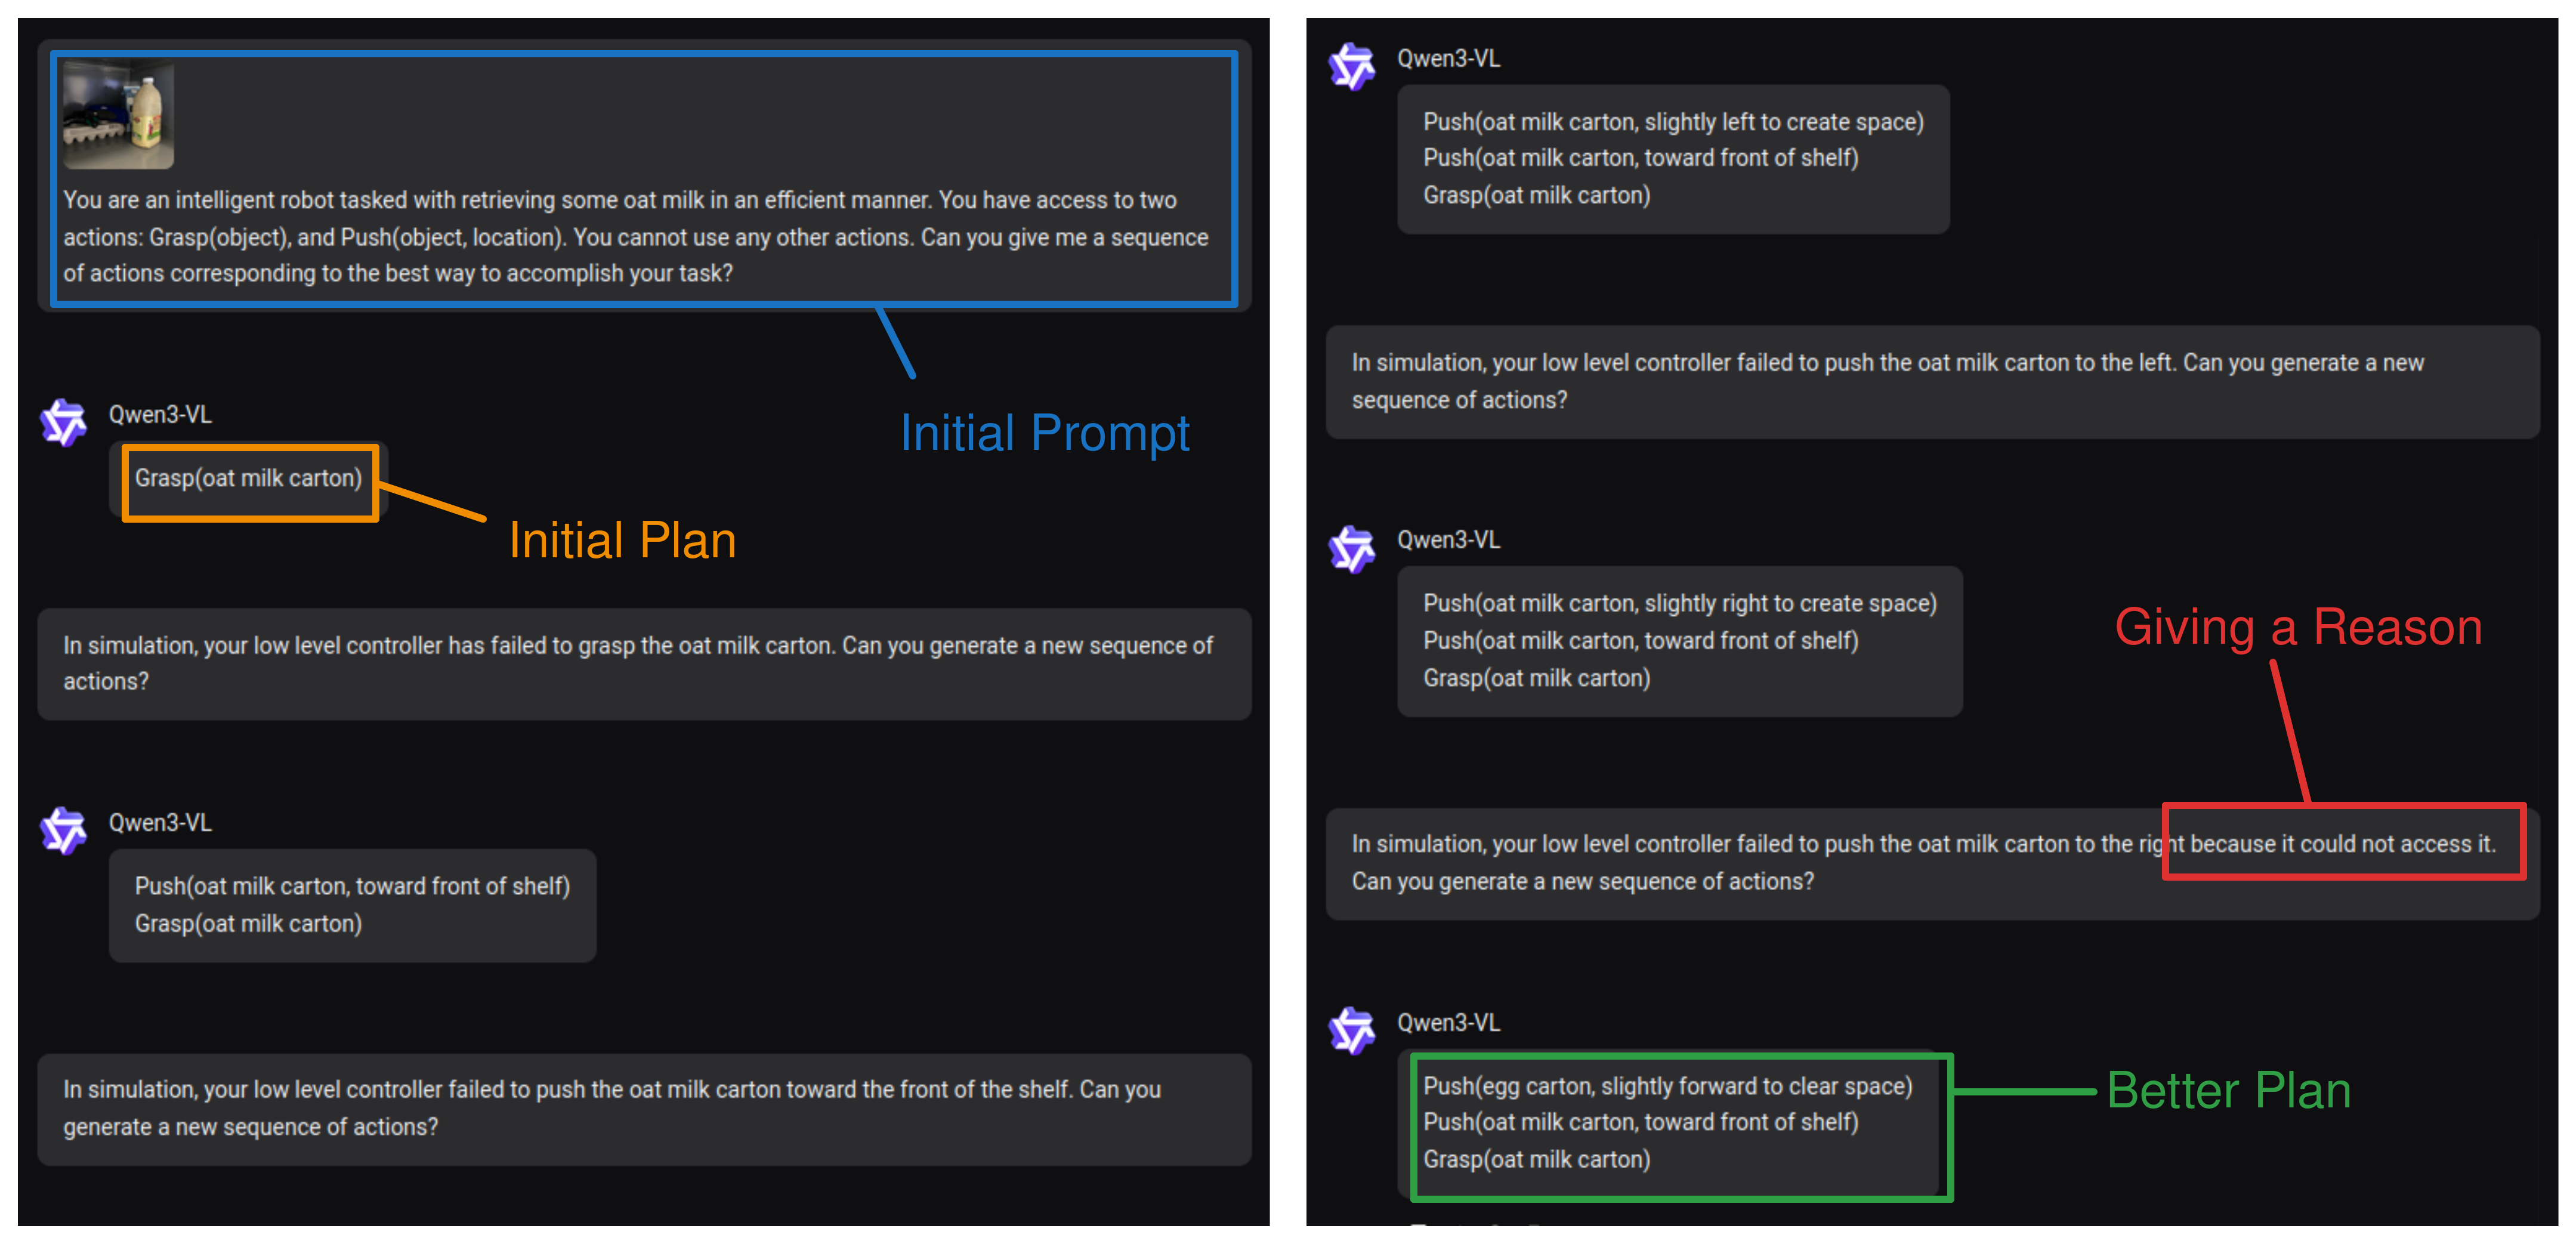 You are an intelligent robot tasked with retrieving some oat milk in an efficient manner. You have access to two
actions: Grasp(object), and Push(object, location). You cannot use any other actions. Can you give me a sequence
of actions corresponding to the best way to accomplish your task?
Initial Prompt
Qwen3-VL
Grasp(oat milk carton)
Initial Plan
In simulation, your low level controller has failed to grasp the oat milk carton. Can you generate a new sequence of
actions?
Qwen3-VL
Push(oat milk carton, toward front of shelf)
Grasp(oat milk carton)
In simulation, your low level controller failed to push the oat milk carton toward the front of the shelf. Can you
generate a new sequence of actions?
Qwen3-VL
Push(oat milk carton, slightly left to create space)
Push(oat milk carton, toward front of shelf)
Grasp(oat milk carton)
In simulation, your low level controller failed to push the oat milk carton to the left. Can you generate a new
sequence of actions?
Qwen3-VL
Push(oat milk carton, slightly right to create space)
Push(oat milk carton, toward front of shelf)
Grasp(oat milk carton)
Giving a Reason
In simulation, your low level controller failed to push the oat milk carton to the right because it could not access it.
Can you generate a new sequence of actions?
Qwen3-VL
Push(egg carton, slightly forward to clear space)
Push(oat milk carton, toward front of shelf)
Grasp(oat milk carton)
Better Plan